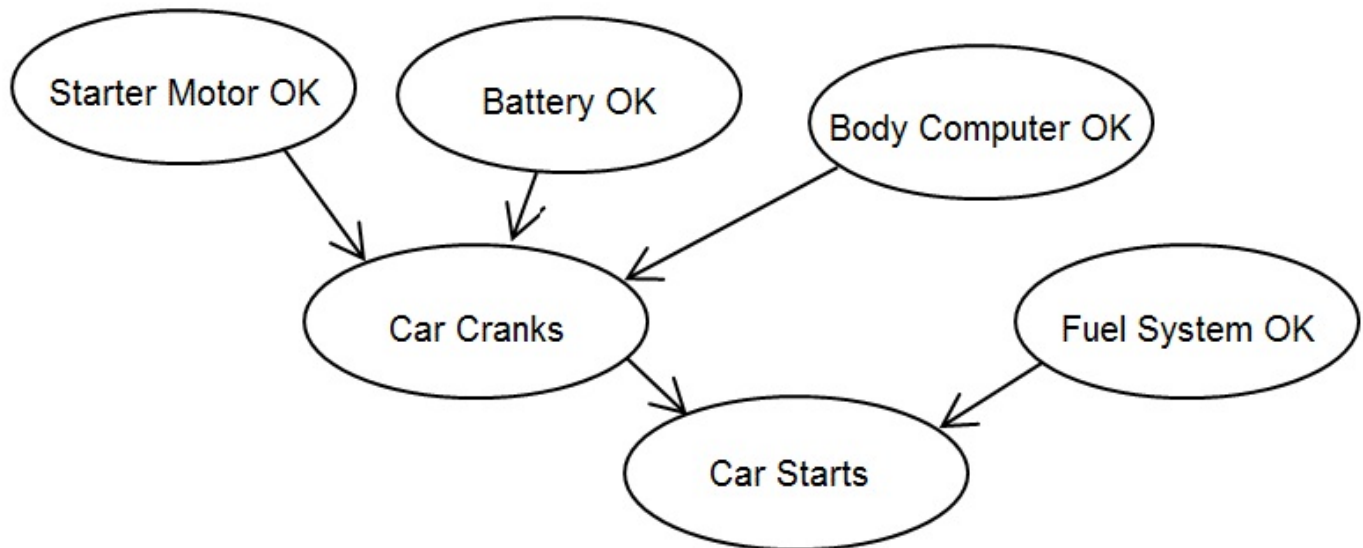 Starter Motor OK
Battery OK
Body Computer OK
Car Cranks
Fuel System OK
Car Starts